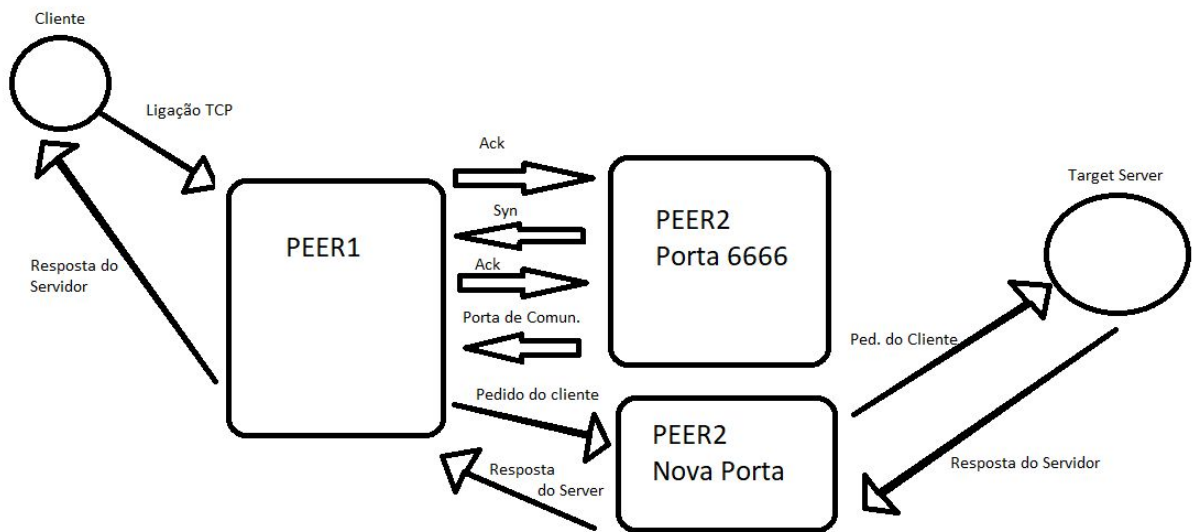 Cliente
Ligação TCP
Resposta do
Servidor
PEER1
Ack
Syn
Ack
Porta de Comun.
Pedido do cliente
Resposta
do Server
PEER2
Porta 6666
PEER2
Nova Porta
Target Server
Ped. do Cliente
Resposta do Servidor